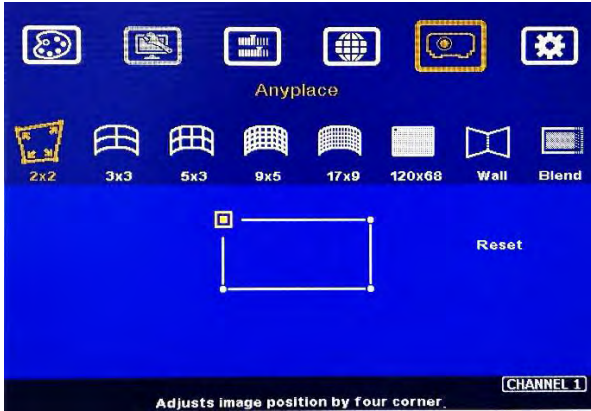 Anyplace
2x2 3x3 5x3 9x5 17x9 120x68 Wall Blend
Reset
CHANNEL 1
Adjusts image position by four corner.